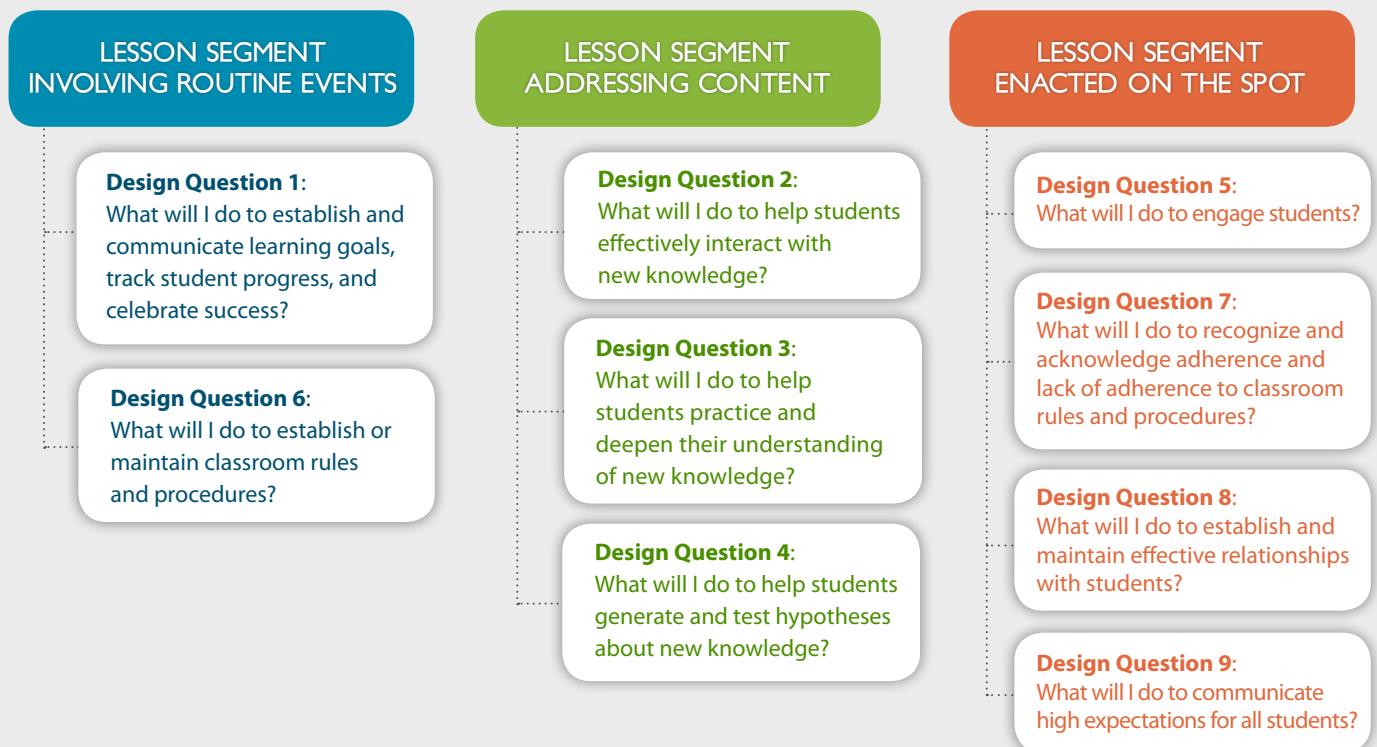 LESSON SEGMENT
INVOLVING ROUTINE EVENTS
Design Question 1:
What will I do to establish and
communicate learning goals,
track student progress, and
celebrate success?
Design Question 6:
What will I do to establish or
maintain classroom rules
and procedures?
LESSON SEGMENT
ADDRESSING CONTENT
Design Question 2:
What will I do to help students
effectively interact with
new knowledge?
Design Question 3:
What will I do to help
students practice and
deepen their understanding
of new knowledge?
Design Question 4:
What will I do to help students
generate and test hypotheses
about new knowledge?
LESSON SEGMENT
ENACTED ON THE SPOT
Design Question 5:
What will I do to engage students?
Design Question 7:
What will I do to recognize and
acknowledge adherence and
lack of adherence to classroom
rules and procedures?
Design Question 8:
What will I do to establish and
maintain effective relationships
with students?
Design Question 9:
What will I do to communicate
high expectations for all students?